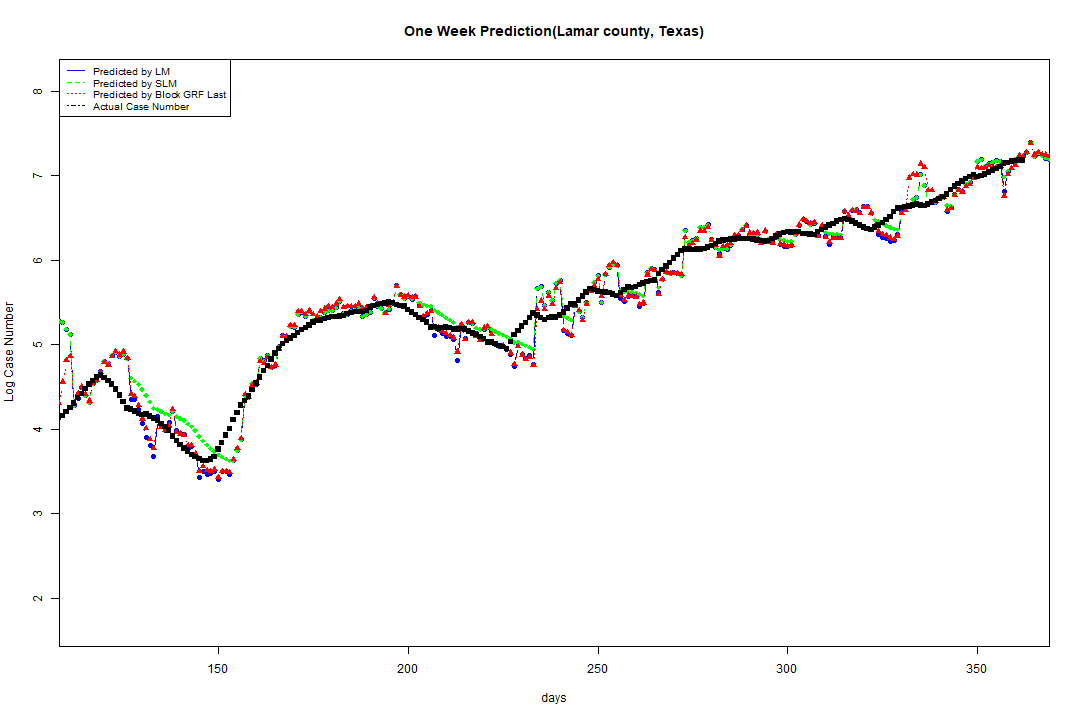 One Week Prediction(Lamar county, Texas)
Predicted by LM
Predicted by SLM
Predicted by Block GRF Last
Actual Case Number
8
7
6
5
4
3
2
Log Case Number
150 200 250 300 350
days